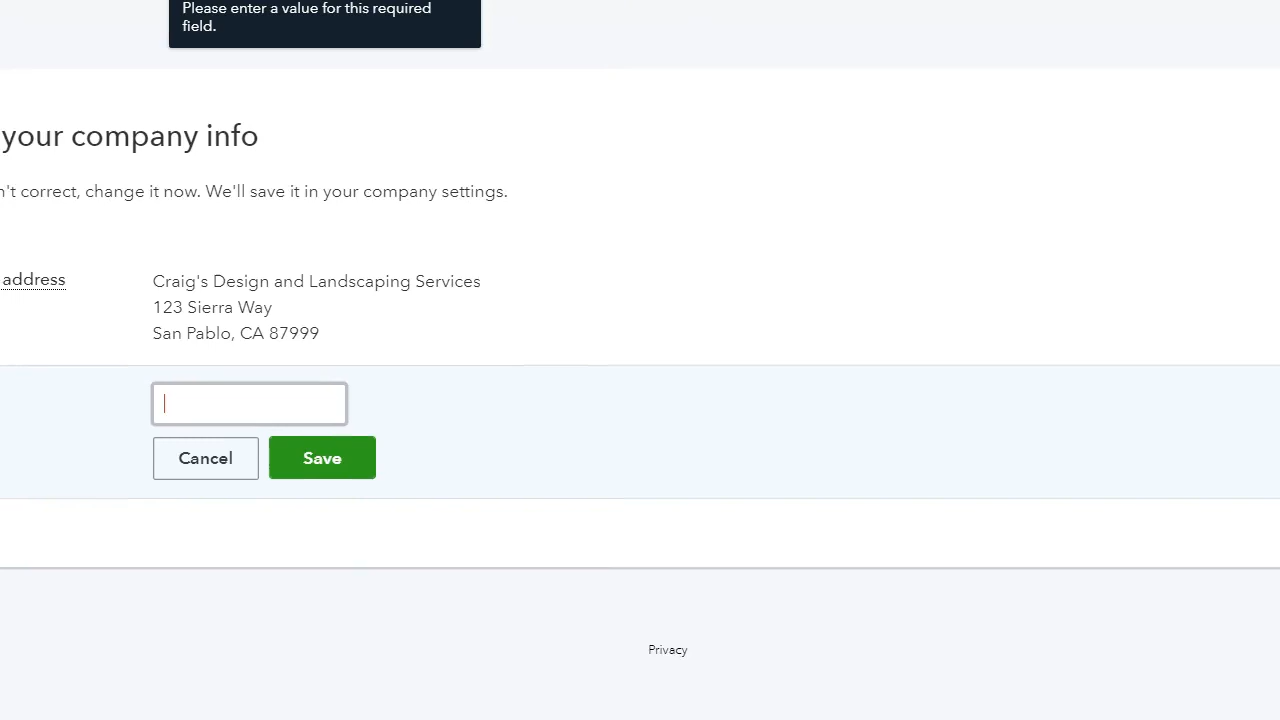 Please enter a value for this required
field.
your company info
n't correct, change it now. We'll save it in your company settings.
address
Craig's Design and Landscaping Services
123 Sierra Way
San Pablo, CA 87999
Cancel
Save
Privacy